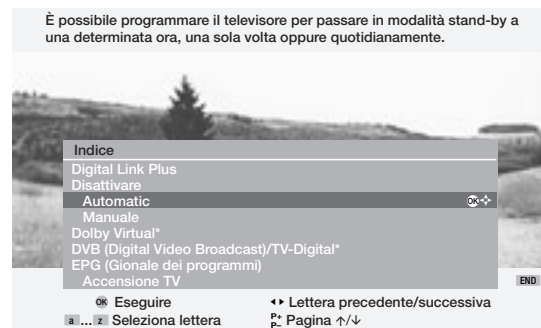 È possibile programmare il televisore per passare in modalità stand-by a
una determinata ora, una sola volta oppure quotidianamente.
Indice
Digital Link Plus
Disattivare
Automatic OK
Manuale
Dolby Virtual*
DVB (Digital Video Broadcast)/TV-Digital*
EPG (Gionale dei programmi)
Accensione TV
END
OK Eseguire
Lettera precedente/successiva
a ... z Seleziona lettera
P+ P– Pagina ↑/↓